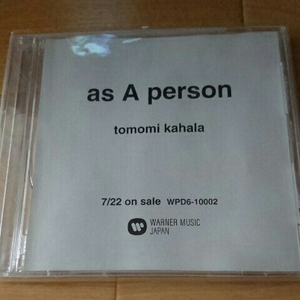 as A person
tomomi kahala
7/22 on sale WPD6-10002
WARNER MUSIC
JAPAN